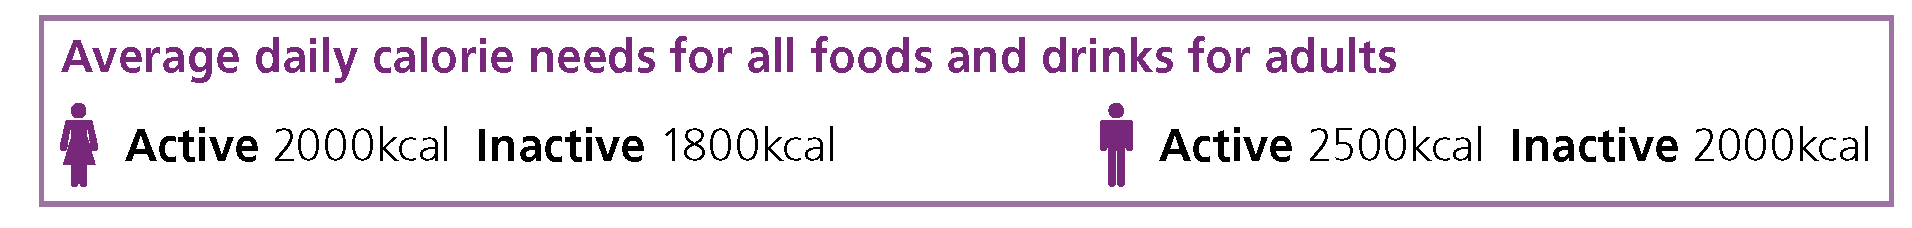 Average daily calorie needs for all foods and drinks for adults
Active 2000kcal Inactive 1800kcal Active 2500kcal Inactive 2000kcal